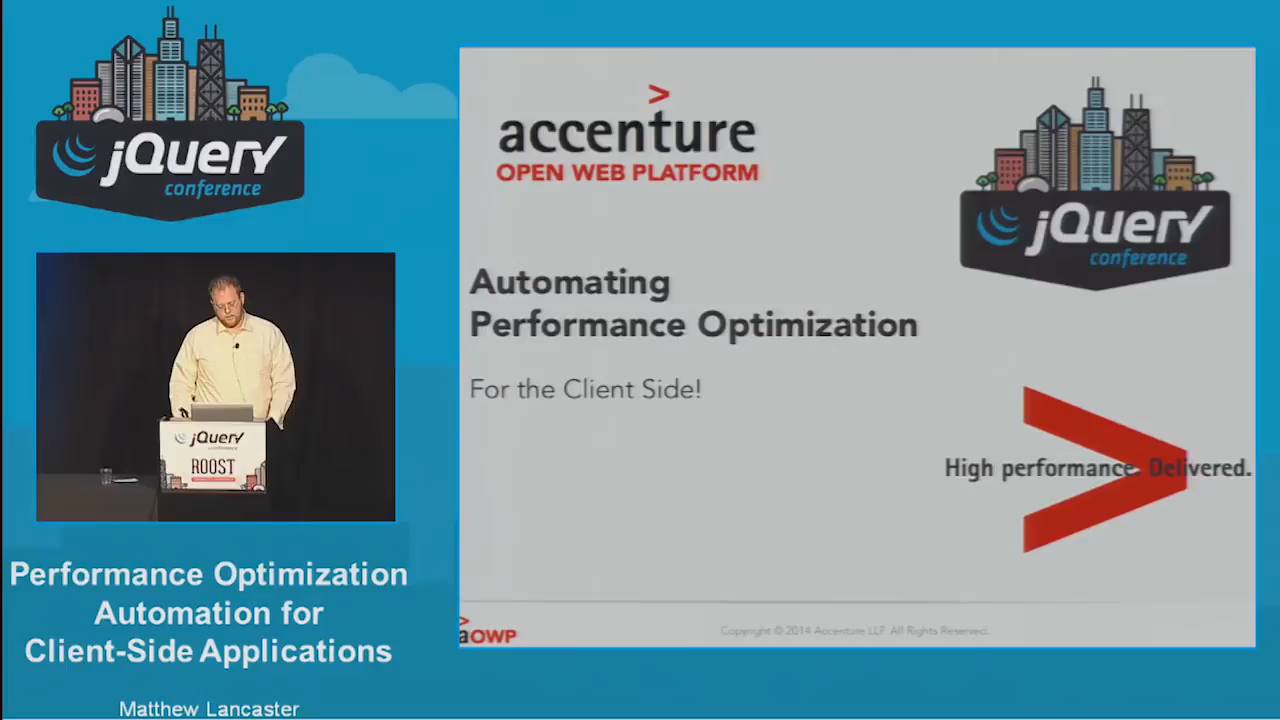 jQuery
conference
jQuery
conference
ROOST
Performance Optimization
Automation for
Client-Side Applications
Matthew Lancaster
>
accenture
OPEN WEB PLATFORM
jQuery
conference
Automating
Performance Optimization
For the Client Side!
High performance. Delivered.
aOWP
Copyright © 2014 Accenture LLP. All Rights Reserved.